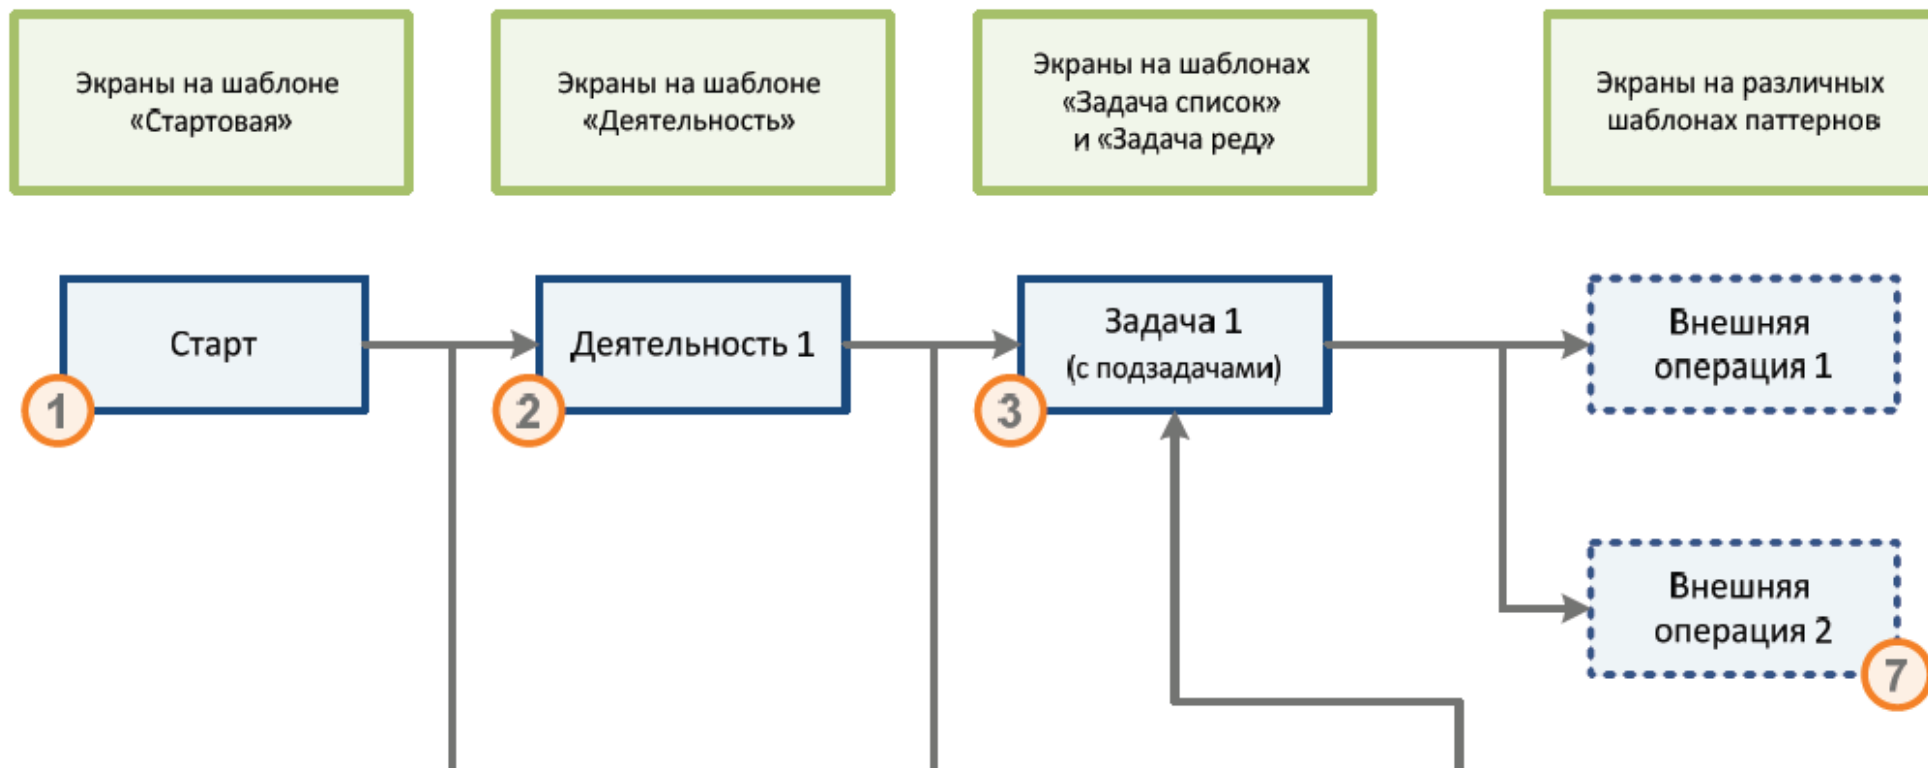 Экраны на шаблоне
«Стартовая»
Экраны на шаблоне
«Деятельность»
Экраны на шаблонах
«Задача список»
и «Задача ред»
Экраны на различных
шаблонах паттернов
Старт
1
Деятельность 1
2
Задача 1
(с подзадачами)
3
Внешняя
операция 1
Внешняя
операция 2
7